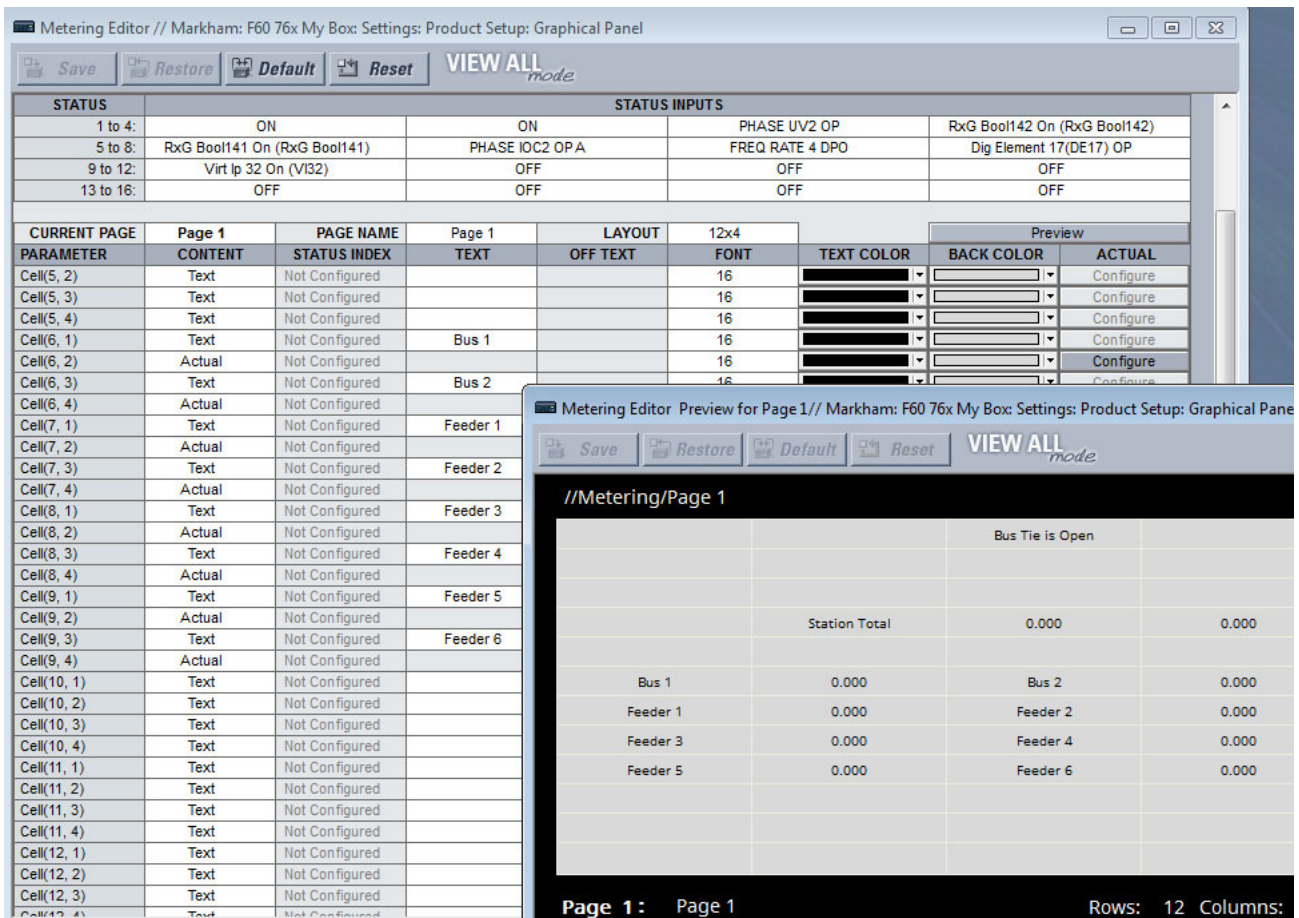 Metering Editor // Markham: F60 76x My Box: Settings: Product Setup: Graphical Panel
Save Restore Default Reset VIEW ALL mode
STATUS STATUS INPUTS
1 to 4: ON ON PHASE UV2 OP RxG Bool142 On (RxG Bool142)
5 to 8: RxG Bool141 On (RxG Bool141) PHASE IOC2 OP A FREQ RATE 4 DPO Dig Element 17(DE17) OP
9 to 12: Virt Ip 32 On (VI32) OFF OFF OFF
13 to 16: OFF OFF OFF OFF
CURRENT PAGE Page 1 PAGE NAME Page 1 LAYOUT 12x4 Preview
PARAMETER CONTENT STATUS INDEX TEXT OFF TEXT FONT TEXT COLOR BACK COLOR ACTUAL
Cell(5, 2) Text Not Configured 16 Configure
Cell(5, 3) Text Not Configured 16 Configure
Cell(5, 4) Text Not Configured 16 Configure
Cell(6, 1) Text Not Configured Bus 1 16 Configure
Cell(6, 2) Actual Not Configured 16 Configure
Cell(6, 3) Text Not Configured Bus 2 16 Configure
Cell(6, 4) Actual Not Configured
Cell(7, 1) Text Not Configured Feeder 1
Cell(7, 2) Actual Not Configured
Cell(7, 3) Text Not Configured Feeder 2
Cell(7, 4) Actual Not Configured
Cell(8, 1) Text Not Configured Feeder 3
Cell(8, 2) Actual Not Configured
Cell(8, 3) Text Not Configured Feeder 4
Cell(8, 4) Actual Not Configured
Cell(9, 1) Text Not Configured Feeder 5
Cell(9, 2) Actual Not Configured
Cell(9, 3) Text Not Configured Feeder 6
Cell(9, 4) Actual Not Configured
Cell(10, 1) Text Not Configured
Cell(10, 2) Text Not Configured
Cell(10, 3) Text Not Configured
Cell(10, 4) Text Not Configured
Cell(11, 1) Text Not Configured
Cell(11, 2) Text Not Configured
Cell(11, 3) Text Not Configured
Cell(11, 4) Text Not Configured
Cell(12, 1) Text Not Configured
Cell(12, 2) Text Not Configured
Cell(12, 3) Text Not Configured
Cell(12, 4) Text Not Configured
Metering Editor Preview for Page 1// Markham: F60 76x My Box: Settings: Product Setup: Graphical Pane
Save Restore Default Reset VIEW ALL mode
//Metering/Page 1
Bus Tie is Open
Station Total 0.000 0.000
Bus 1 0.000 Bus 2 0.000
Feeder 1 0.000 Feeder 2 0.000
Feeder 3 0.000 Feeder 4 0.000
Feeder 5 0.000 Feeder 6 0.000
Page 1: Page 1 Rows: 12 Columns: